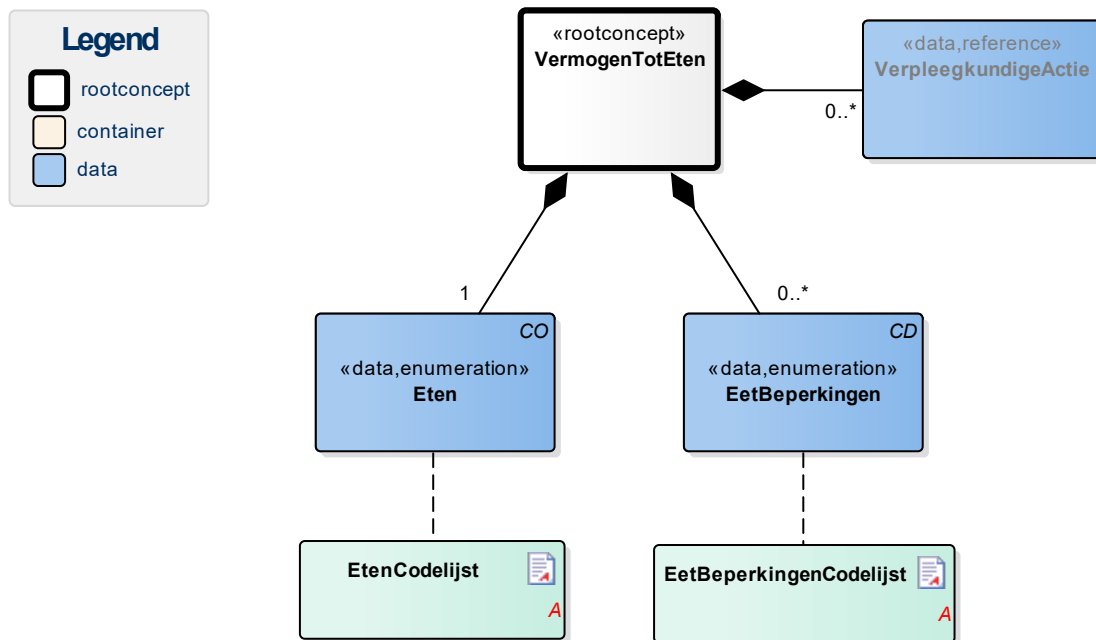 Legend
rootconcept
container
data
«rootconcept»
VermogenTotEten
«data,reference»
VerpleegkundigeActie
0..*
1
0..*
CO
«data,enumeration»
Eten
CD
«data,enumeration»
EetBeperkingen
EtenCodelijst
A
EetBeperkingenCodelijst
A